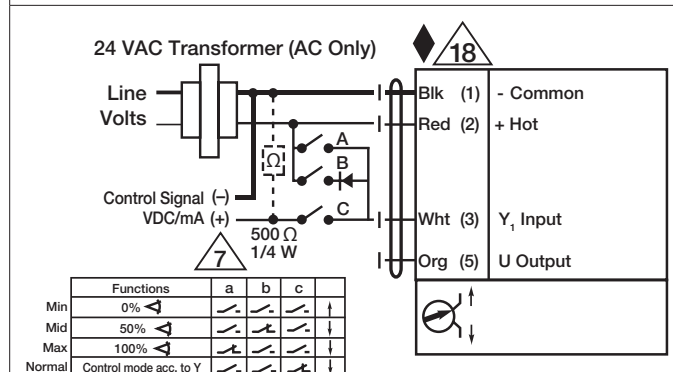 24 VAC Transformer (AC Only)
18
Line
Volts
Blk (1) - Common
Red (2) + Hot
A
B
C
Ω
Control Signal (–)
VDC/mA (+)
500 Ω
1/4 W
7
Wht (3) Y1 Input
Org (5) U Output
Functions a b c
Min 0%
Mid 50%
Max 100%
Normal Control mode acc. to Y